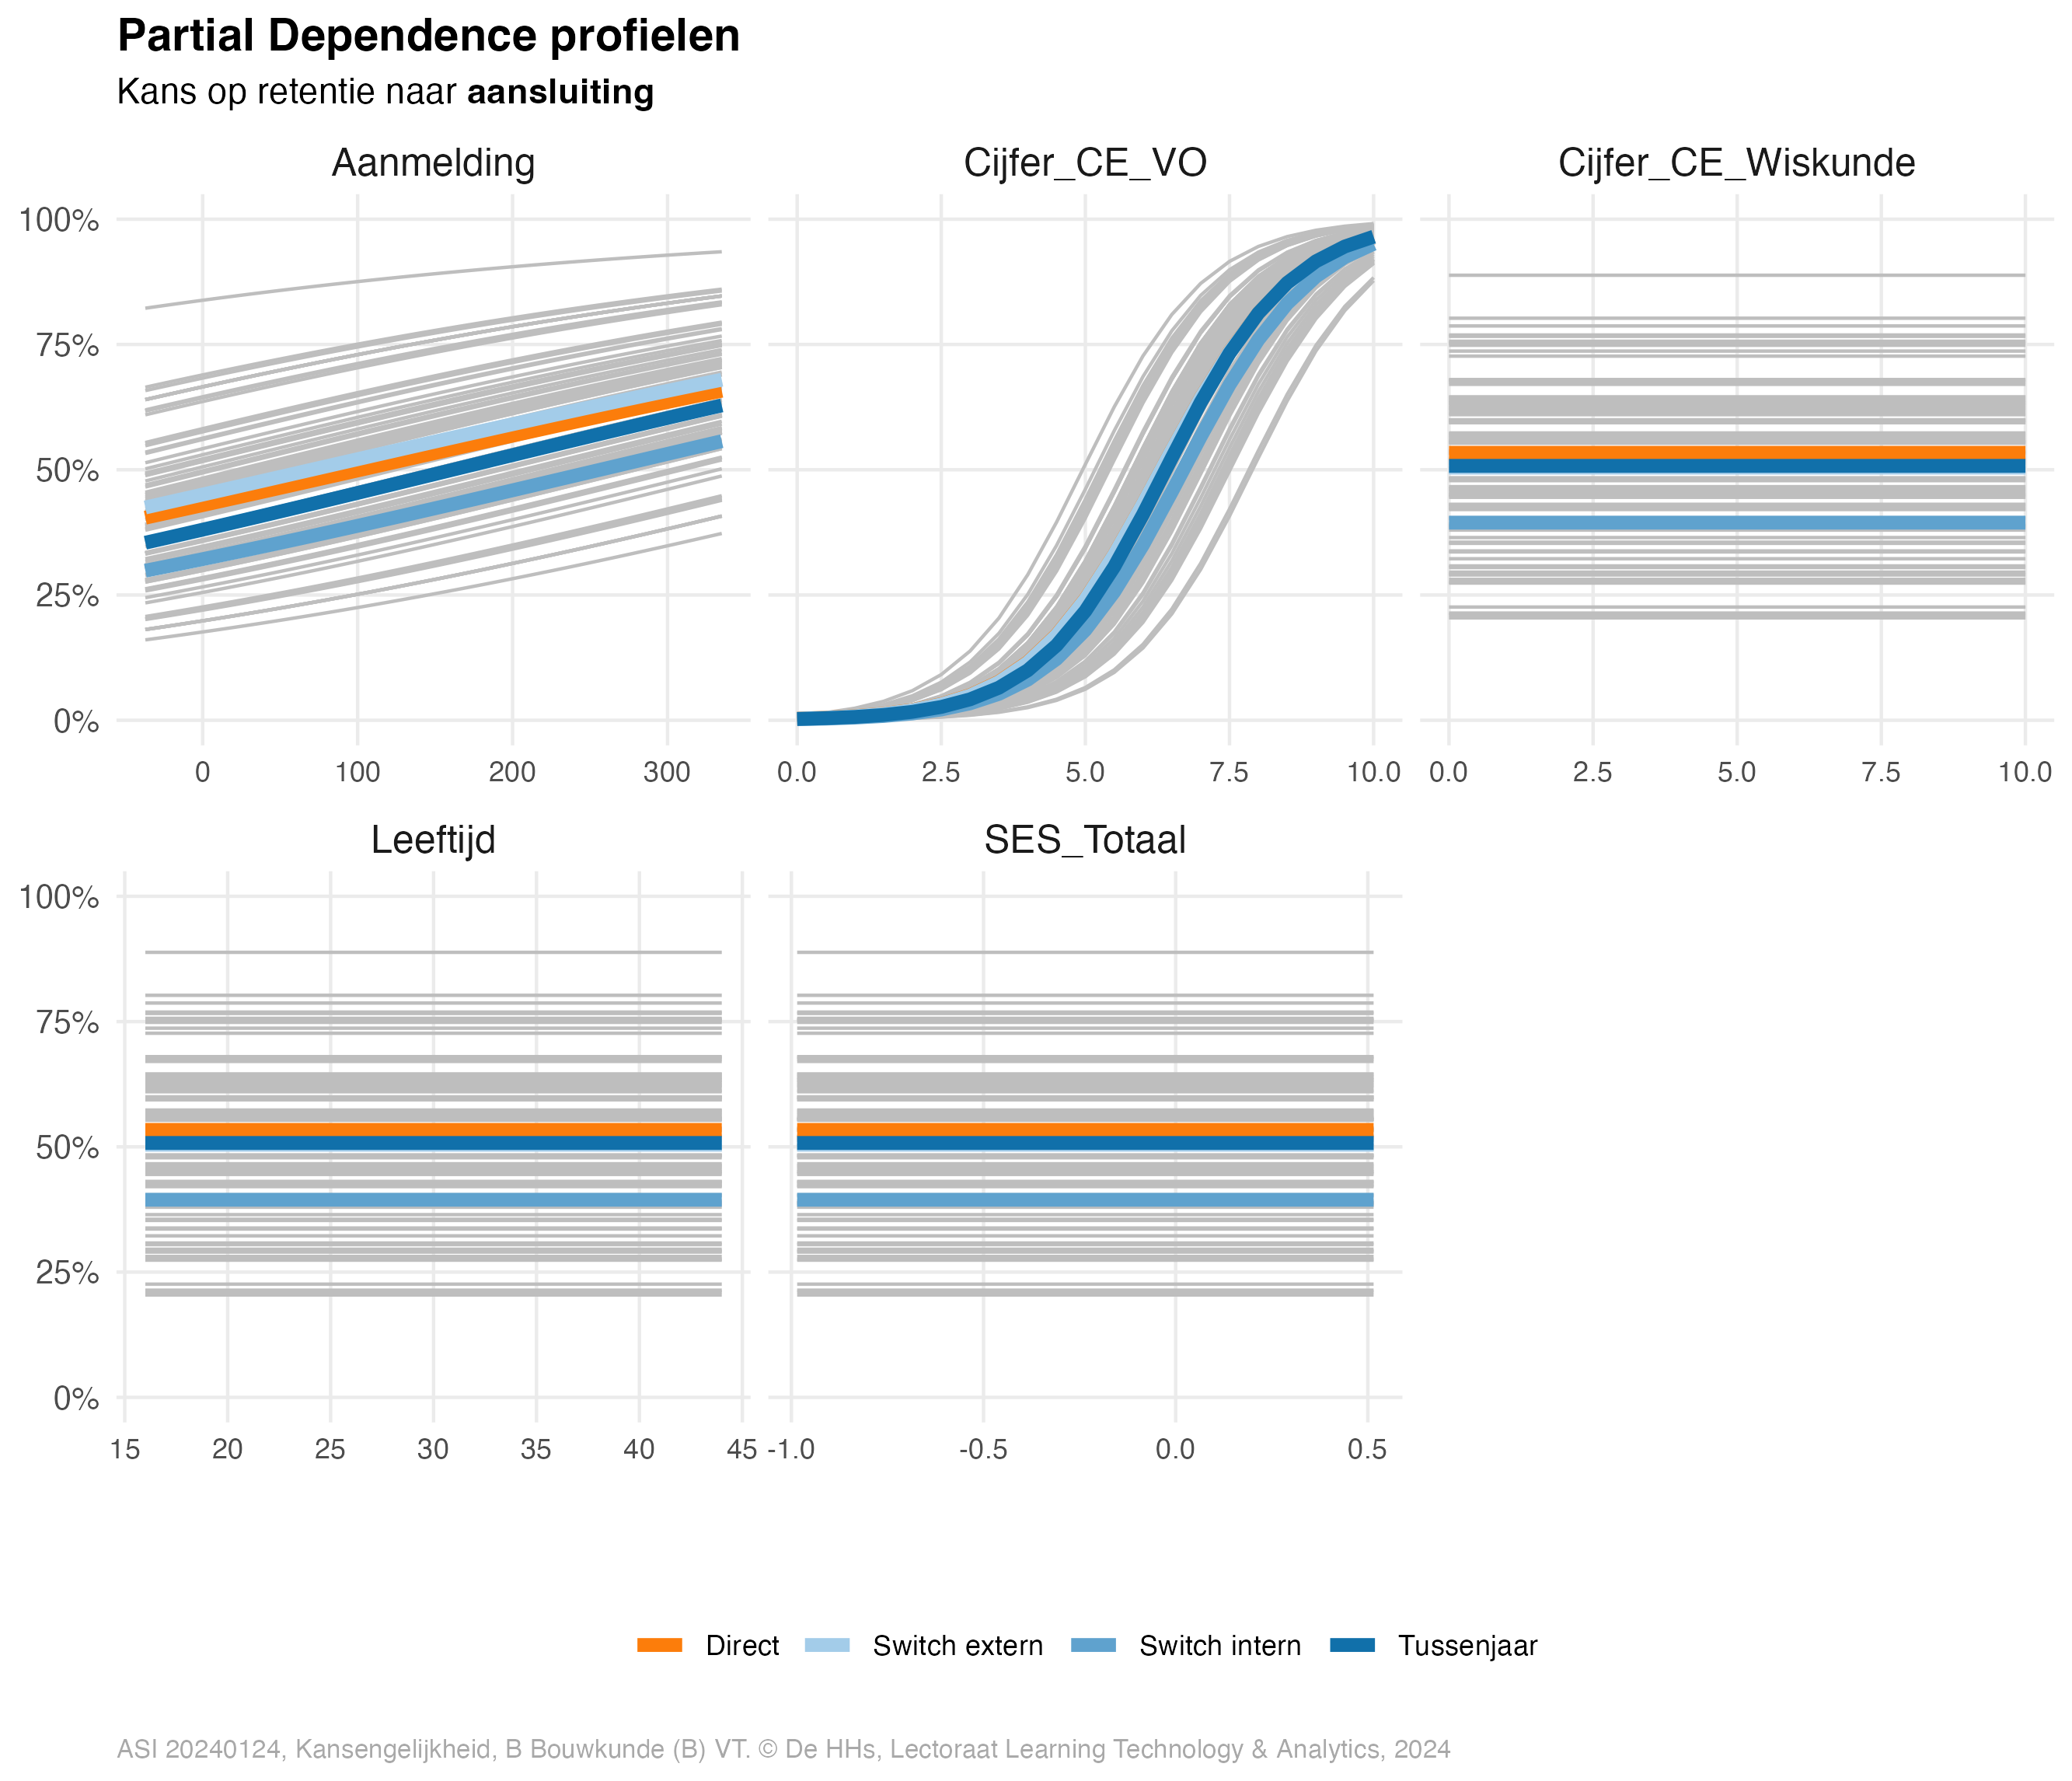 Partial Dependence profielen
Kans op retentie naar aansluiting
Aanmelding
Cijfer_CE_VO
Cijfer_CE_Wiskunde
100%
75%
50%
25%
0%
0 100 200 300
0.0 2.5 5.0 7.5 10.0
0.0 2.5 5.0 7.5 10.0
Leeftijd
SES_Totaal
100%
75%
50%
25%
0%
15 20 25 30 35 40 45
-1.0 -0.5 0.0 0.5
Direct Switch extern Switch intern Tussenjaar
ASI 20240124, Kansengelijkheid, B Bouwkunde (B) VT. © De HHs, Lectoraat Learning Technology & Analytics, 2024